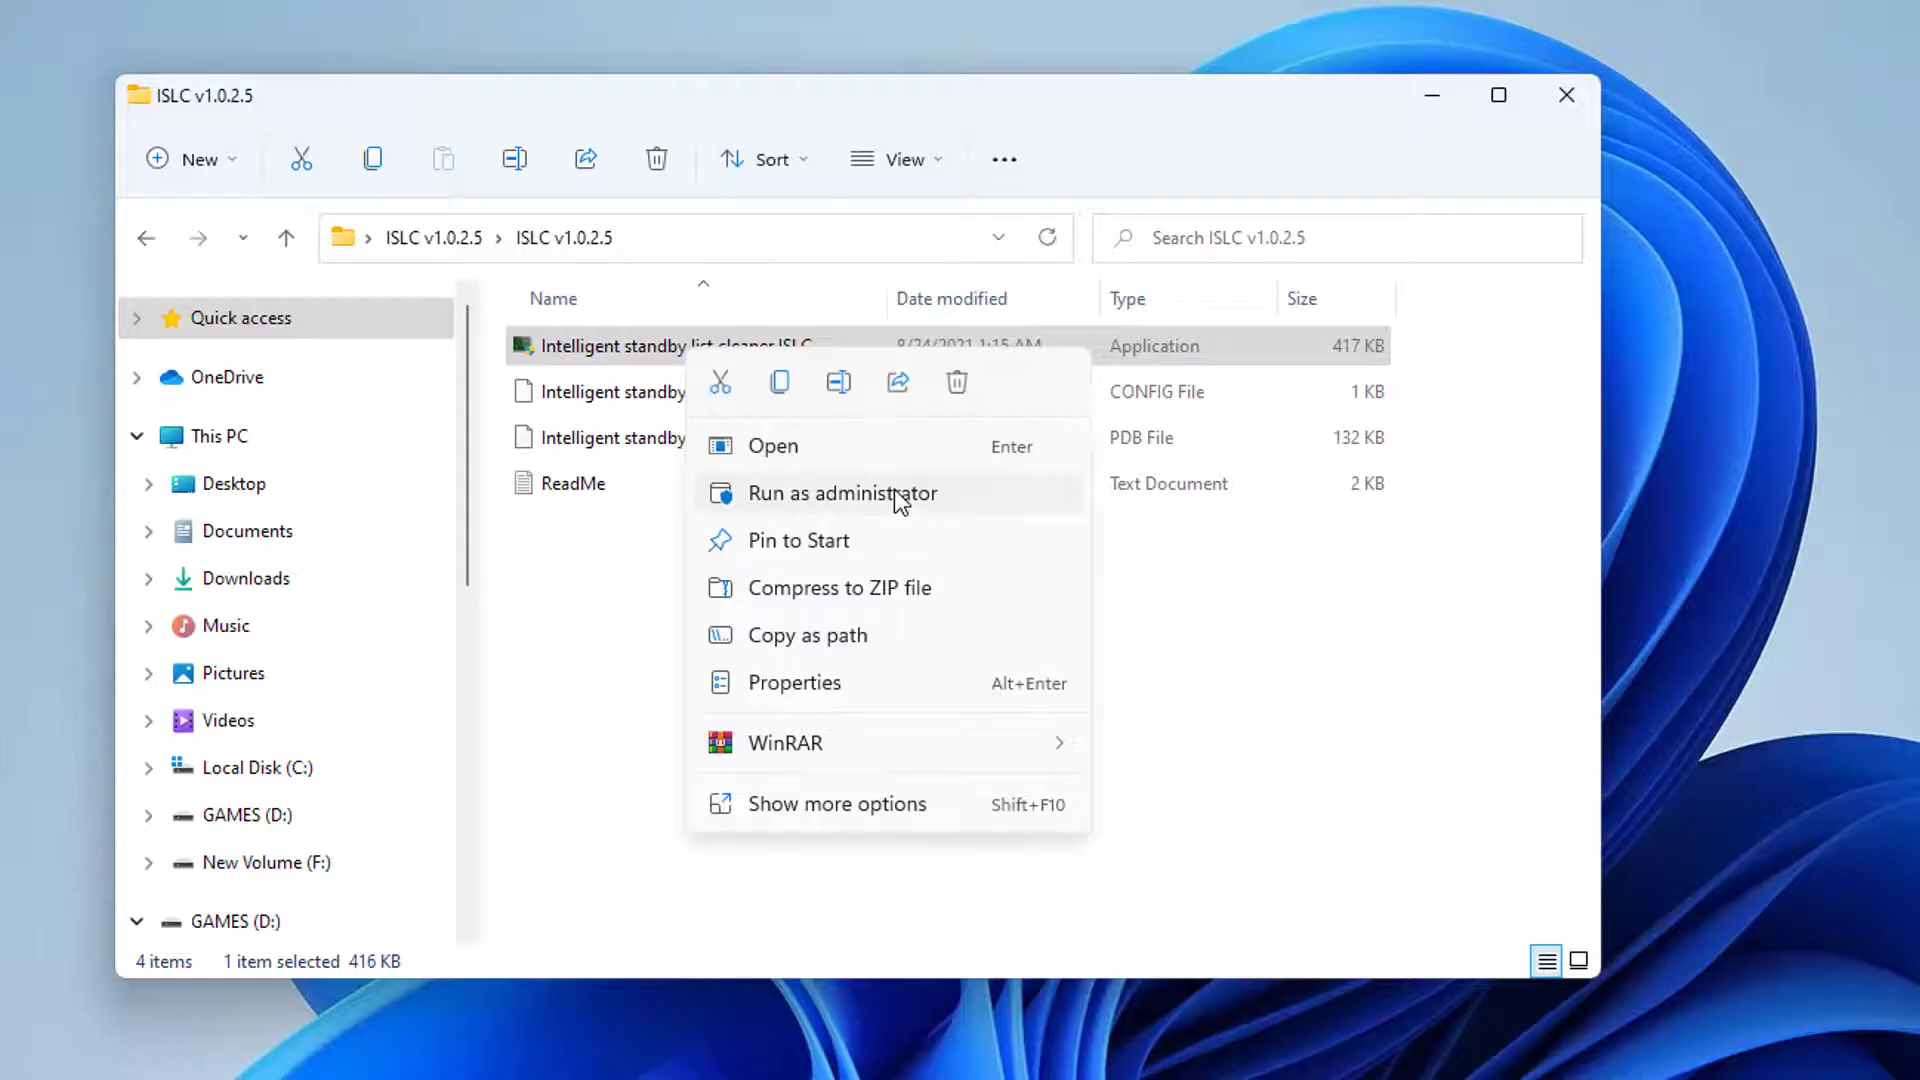 ISLC v1.0.2.5
New
Sort
View
ISLC v1.0.2.5 › ISLC v1.0.2.5
Search ISLC v1.0.2.5
Name Date modified Type Size
Quick access
OneDrive
This PC
Desktop
Documents
Downloads
Music
Pictures
Videos
Local Disk (C:)
GAMES (D:)
New Volume (F:)
GAMES (D:)
Intelligent standby list cleaner ISLC 8/24/2021 1:15 AM Application 417 KB
Intelligent standby CONFIG File 1 KB
Intelligent standby PDB File 132 KB
ReadMe Text Document 2 KB
Open Enter
Run as administrator
Pin to Start
Compress to ZIP file
Copy as path
Properties Alt+Enter
WinRAR
Show more options Shift+F10
4 items 1 item selected 416 KB